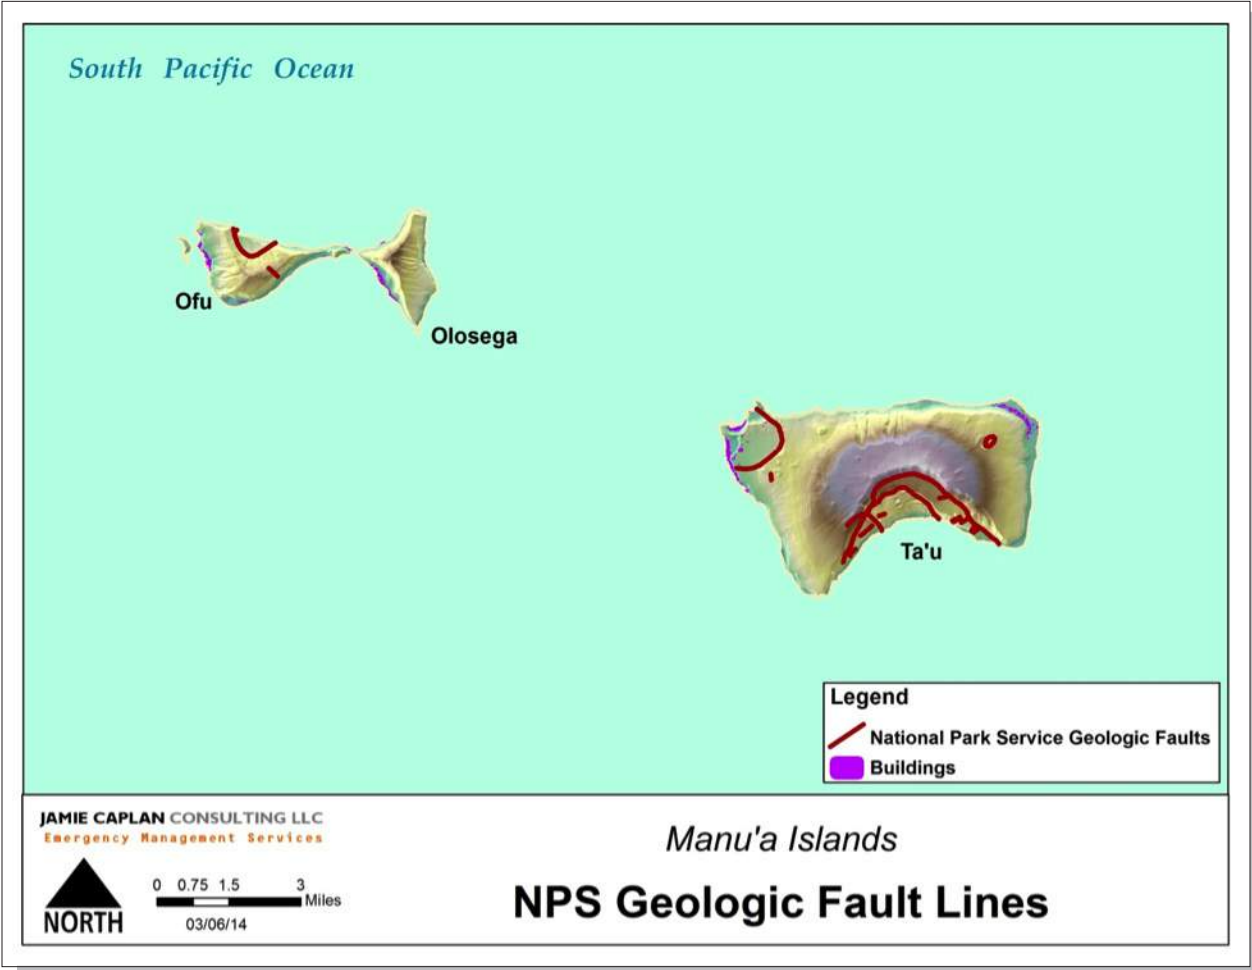 South Pacific Ocean
Ofu
Olosega
Ta'u
Legend
National Park Service Geologic Faults
Buildings
JAMIE CAPLAN CONSULTING LLC
Emergency Management Services
NORTH
0 0.75 1.5 3
Miles
03/06/14
Manu'a Islands
NPS Geologic Fault Lines